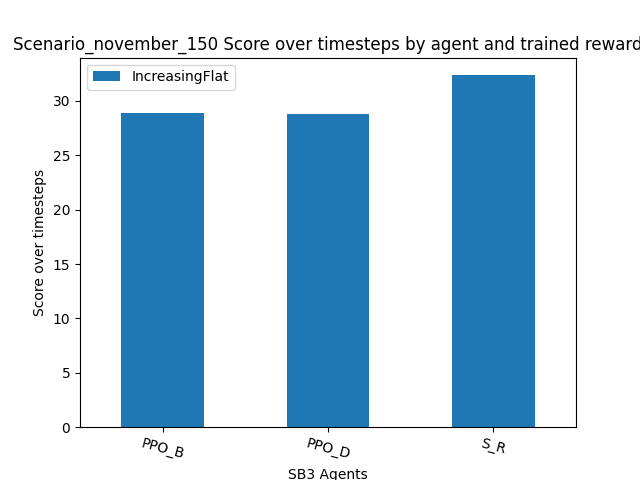 Scenario_november_150 Score over timesteps by agent and trained reward
IncreasingFlat
Score over timesteps
30
25
20
15
10
5
0
PPO_B
PPO_D
S_R
SB3 Agents